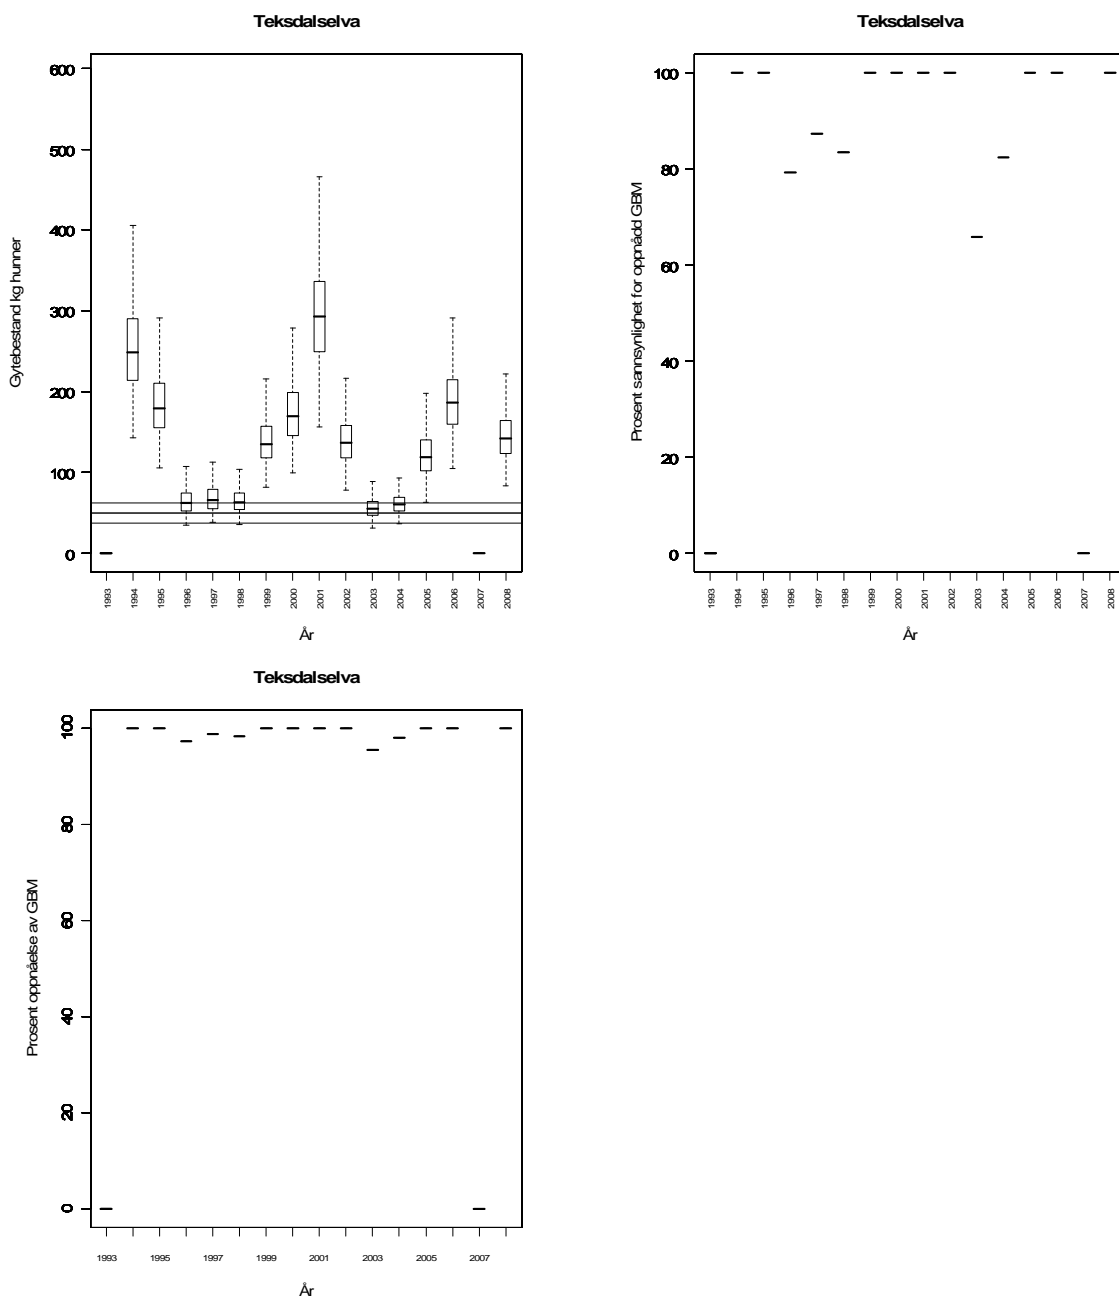 Teksdalselva
Gytebestand kg hunner
600
500
400
300
200
100
0
1993 1994 1995 1996 1997 1998 1999 2000 2001 2002 2003 2004 2005 2006 2007 2008
År
Teksdalselva
Prosent sannsynlighet for oppnådd GBM
100
80
60
40
20
0
1993 1994 1995 1996 1997 1998 1999 2000 2001 2002 2003 2004 2005 2006 2007 2008
År
Teksdalselva
Prosent oppnåelse av GBM
100
80
60
40
20
0
1993 1995 1997 1999 2001 2003 2005 2007
År